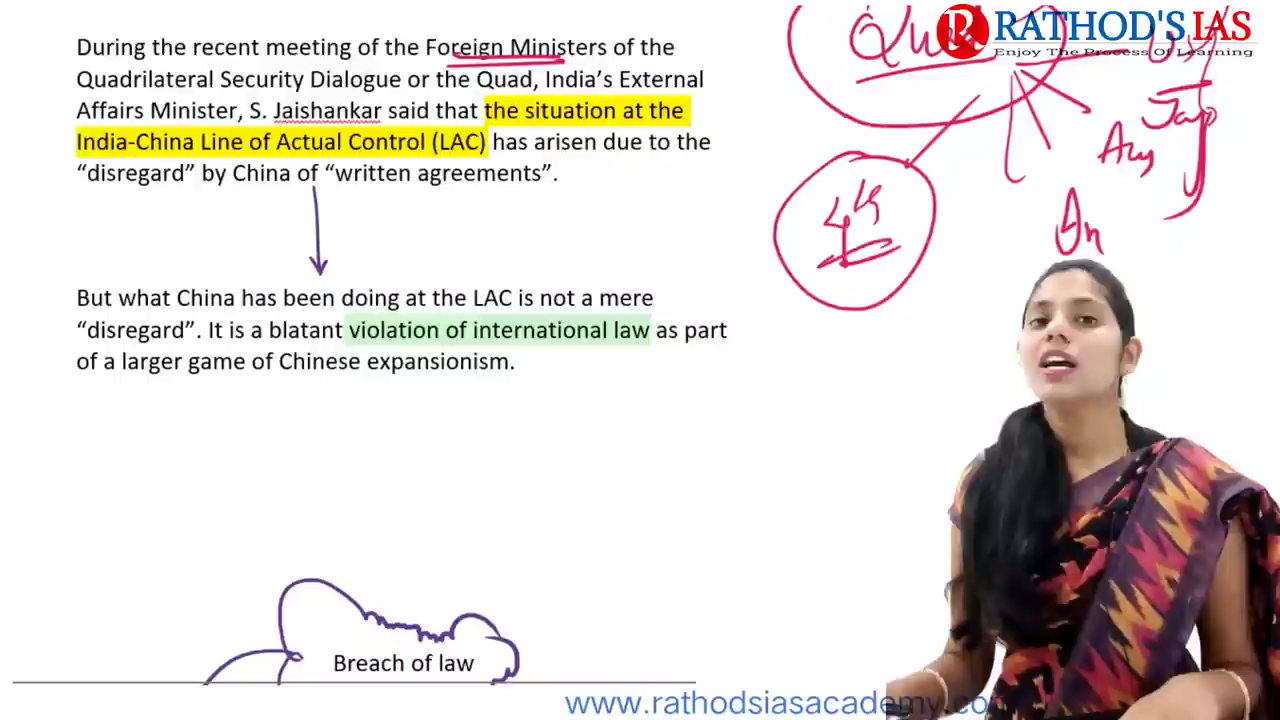 RATHOD'S IAS
Enjoy The Process Of Learning
During the recent meeting of the Foreign Ministers of the
Quadrilateral Security Dialogue or the Quad, India’s External
Affairs Minister, S. Jaishankar said that the situation at the
India-China Line of Actual Control (LAC) has arisen due to the
“disregard” by China of “written agreements”.
But what China has been doing at the LAC is not a mere
“disregard”. It is a blatant violation of international law as part
of a larger game of Chinese expansionism.
Breach of law